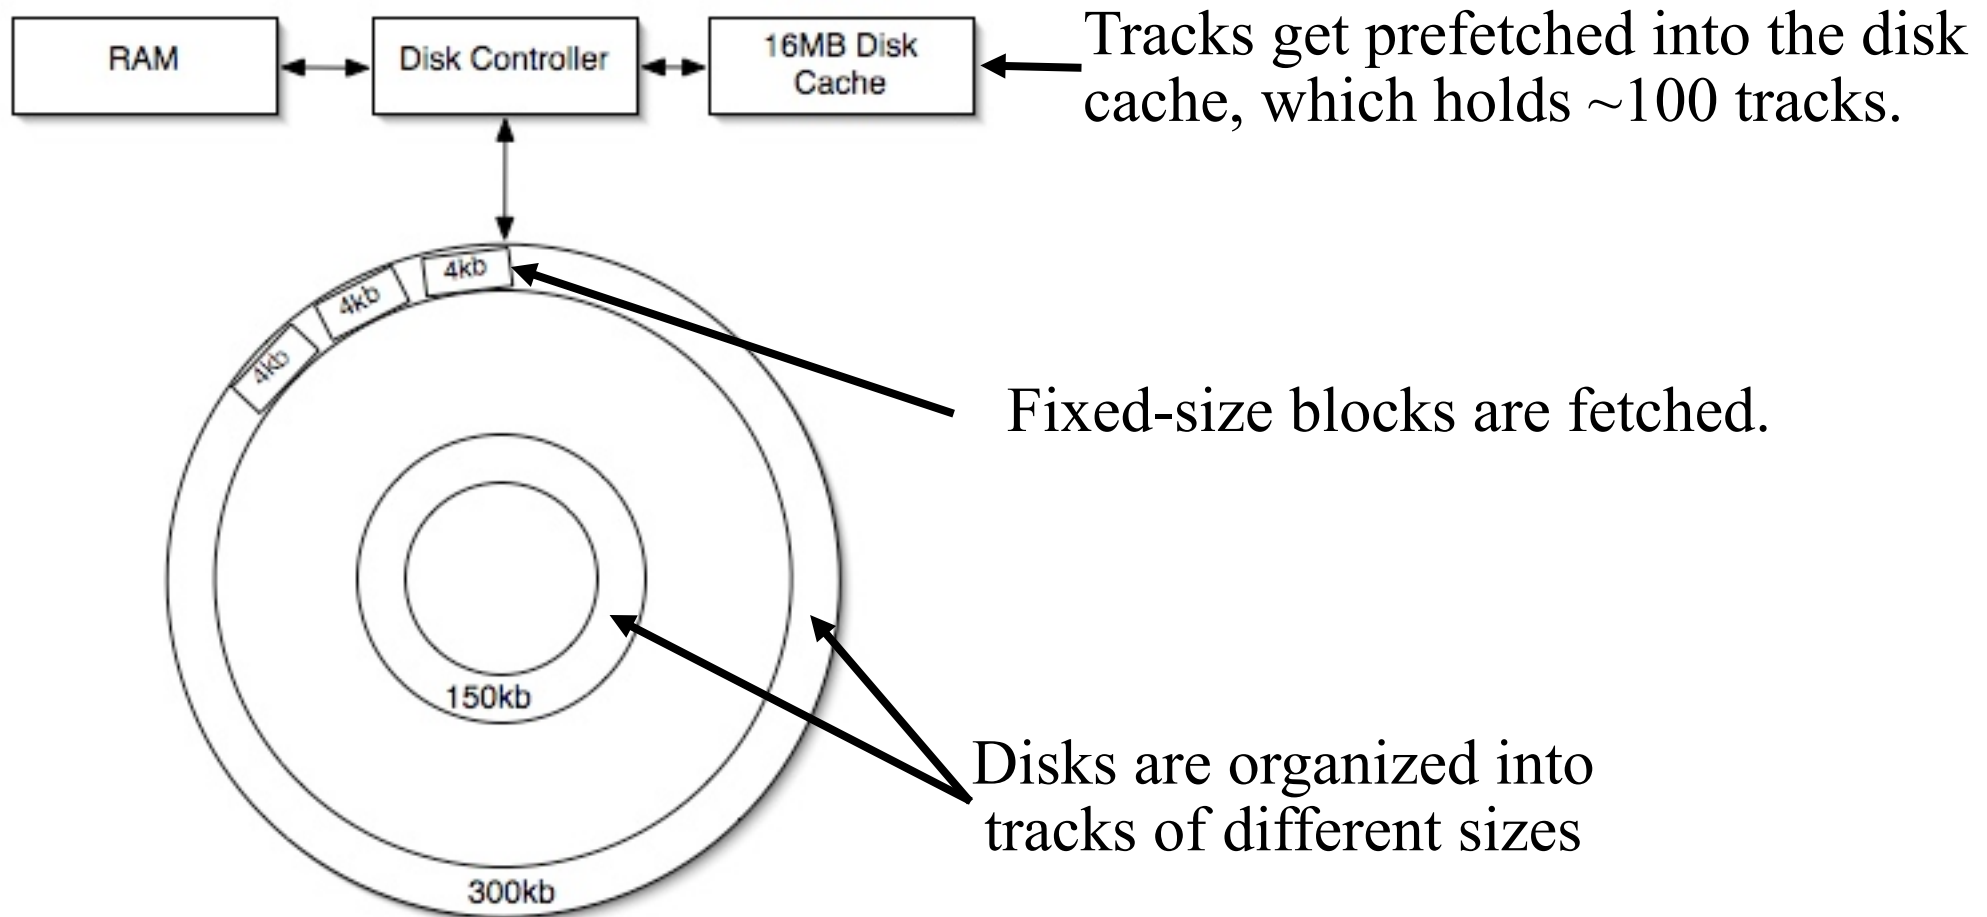 RAM
Disk Controller
16MB Disk
Cache
Tracks get prefetched into the disk
cache, which holds ~100 tracks.
4kb
4kb
4kb
Fixed-size blocks are fetched.
150kb
Disks are organized into
tracks of different sizes
300kb